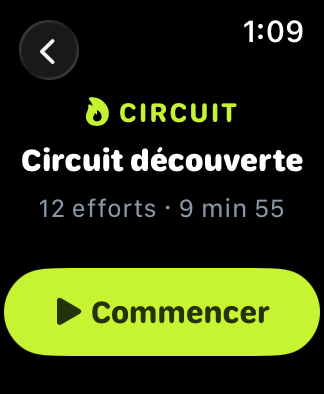 1:09
CIRCUIT
Circuit découverte
12 efforts · 9 min 55
Commencer